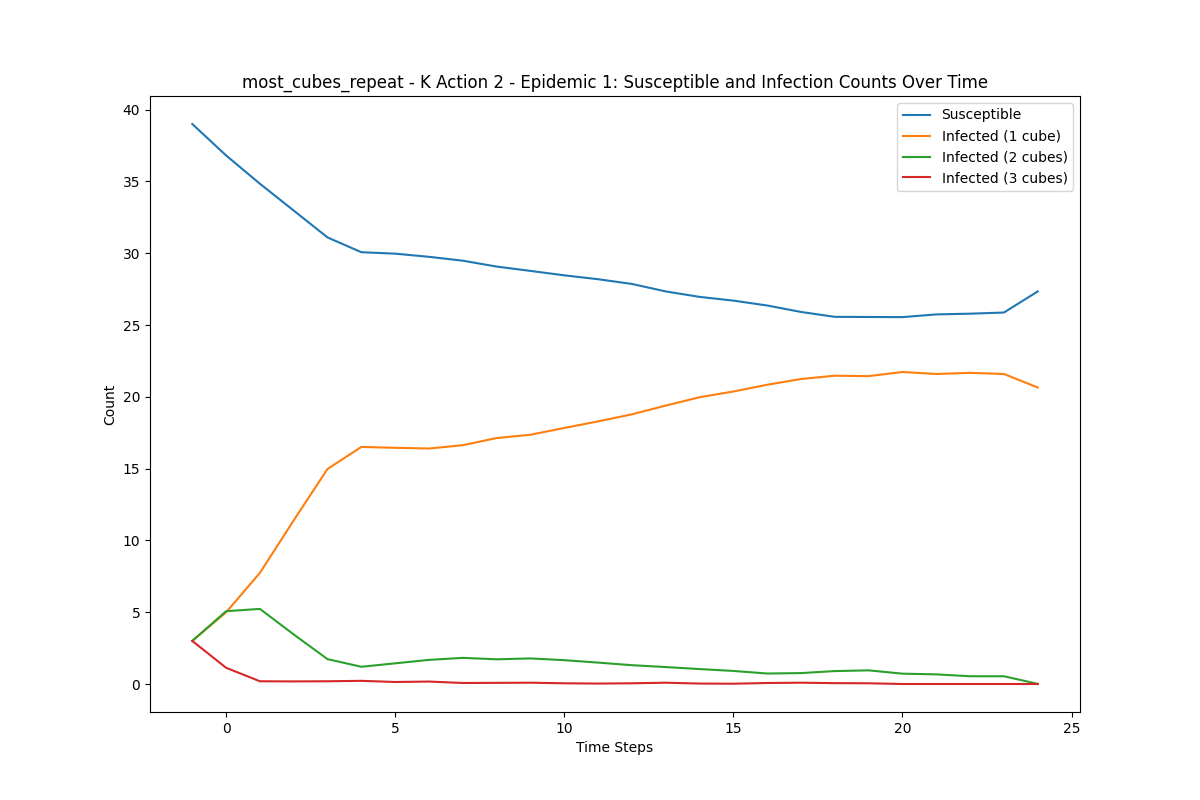 most_cubes_repeat - K Action 2 - Epidemic 1: Susceptible and Infection Counts Over Time
Susceptible
Infected (1 cube)
Infected (2 cubes)
Infected (3 cubes)
Count
40
35
30
25
20
15
10
5
0
0 5 10 15 20 25
Time Steps